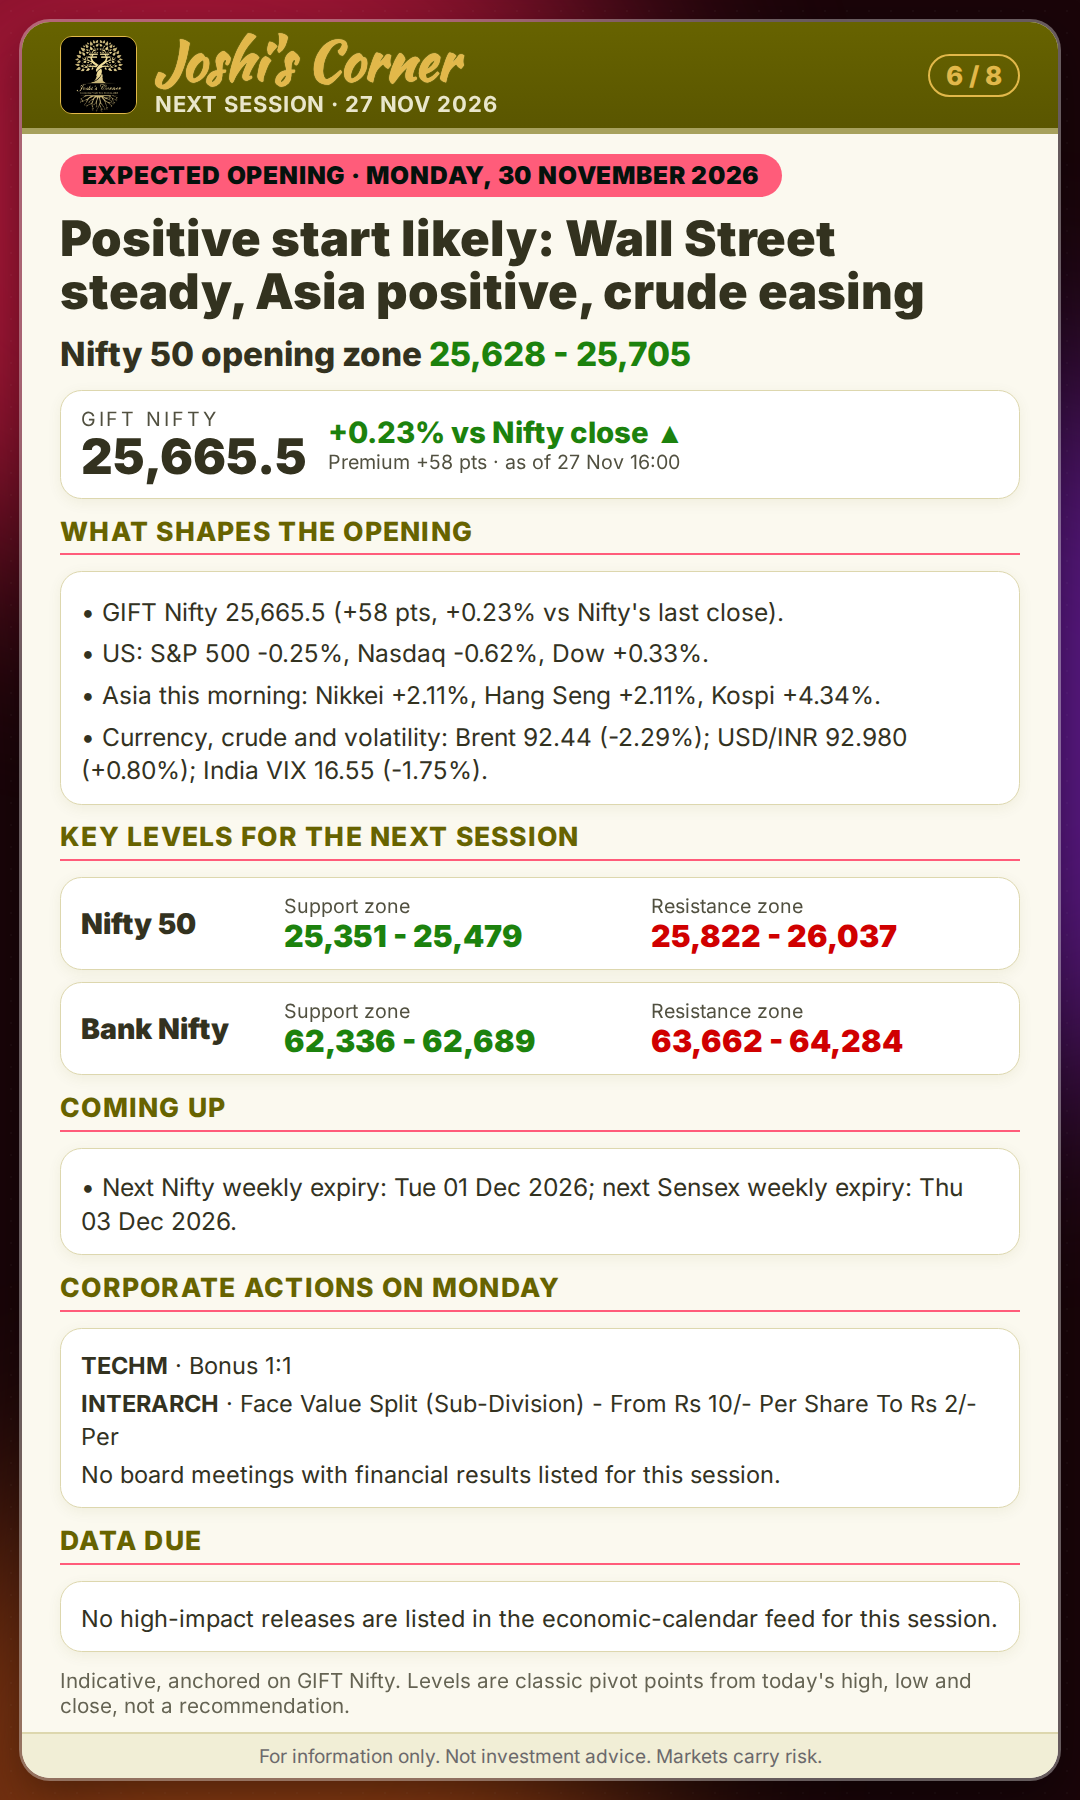 Joshi's Corner
Joshi's Corner
NEXT SESSION · 27 NOV 2026
6 / 8
EXPECTED OPENING · MONDAY, 30 NOVEMBER 2026
Positive start likely: Wall Street
steady, Asia positive, crude easing
Nifty 50 opening zone 25,628 - 25,705
GIFT NIFTY
25,665.5
+0.23% vs Nifty close ▲
Premium +58 pts · as of 27 Nov 16:00
WHAT SHAPES THE OPENING
• GIFT Nifty 25,665.5 (+58 pts, +0.23% vs Nifty's last close).
• US: S&P 500 -0.25%, Nasdaq -0.62%, Dow +0.33%.
• Asia this morning: Nikkei +2.11%, Hang Seng +2.11%, Kospi +4.34%.
• Currency, crude and volatility: Brent 92.44 (-2.29%); USD/INR 92.980
(+0.80%); India VIX 16.55 (-1.75%).
KEY LEVELS FOR THE NEXT SESSION
Nifty 50
Support zone
25,351 - 25,479
Resistance zone
25,822 - 26,037
Bank Nifty
Support zone
62,336 - 62,689
Resistance zone
63,662 - 64,284
COMING UP
• Next Nifty weekly expiry: Tue 01 Dec 2026; next Sensex weekly expiry: Thu
03 Dec 2026.
CORPORATE ACTIONS ON MONDAY
TECHM · Bonus 1:1
INTERARCH · Face Value Split (Sub-Division) - From Rs 10/- Per Share To Rs 2/-
Per
No board meetings with financial results listed for this session.
DATA DUE
No high-impact releases are listed in the economic-calendar feed for this session.
Indicative, anchored on GIFT Nifty. Levels are classic pivot points from today's high, low and
close, not a recommendation.
For information only. Not investment advice. Markets carry risk.